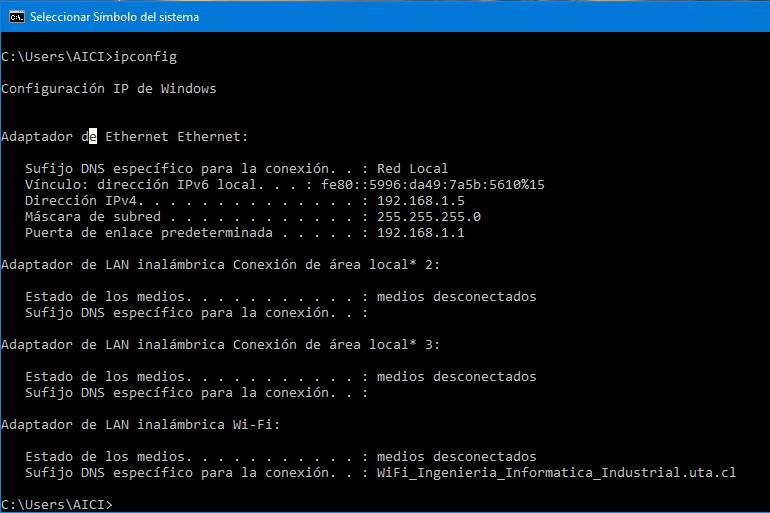 Seleccionar Símbolo del sistema
C:\Users\AICI>ipconfig
Configuración IP de Windows
Adaptador de Ethernet Ethernet:
Sufijo DNS específico para la conexión. . : Red Local
Vínculo: dirección IPv6 local. . . : fe80::5996:da49:7a5b:5610%15
Dirección IPv4. . . . . . . . . . . . . . : 192.168.1.5
Máscara de subred . . . . . . . . . . . . : 255.255.255.0
Puerta de enlace predeterminada . . . . . : 192.168.1.1
Adaptador de LAN inalámbrica Conexión de área local* 2:
Estado de los medios. . . . . . . . . . . : medios desconectados
Sufijo DNS específico para la conexión. . :
Adaptador de LAN inalámbrica Conexión de área local* 3:
Estado de los medios. . . . . . . . . . . : medios desconectados
Sufijo DNS específico para la conexión. . :
Adaptador de LAN inalámbrica Wi-Fi:
Estado de los medios. . . . . . . . . . . : medios desconectados
Sufijo DNS específico para la conexión. . : WiFi_Ingenieria_Informatica_Industrial.uta.cl
C:\Users\AICI>